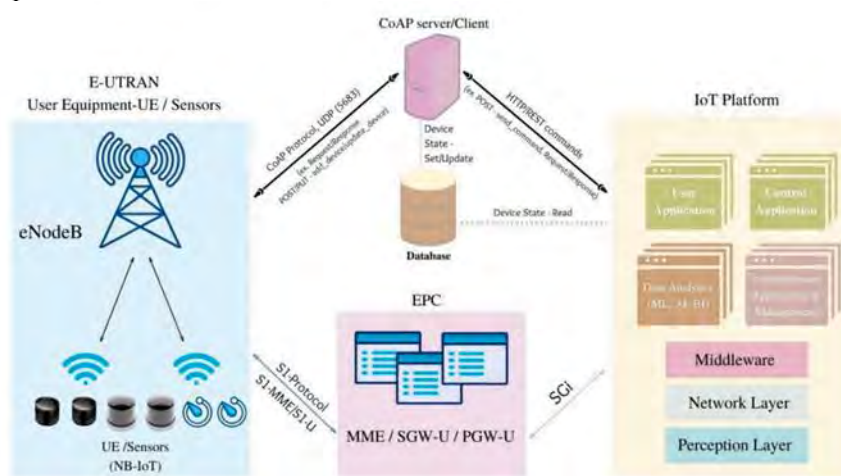 CoAP server/Client
E-UTRAN
User Equipment-UE / Sensors
IoT Platform
CoAP Protocol, UDP (5683)
(ex. Request/Response
POST/PUT - add_device/update_device)
HTTP/REST commands
(ex. POST - send_command, Request/Response)
Device
State -
Set/Update
User
Application
Control
Application
eNodeB
Device State - Read
Database
Data Analytics
EPC
Middleware
S1-Protocol
S1-MME/S1-U
SGi
Network Layer
MME / SGW-U / PGW-U
UE /Sensors
(NB-IoT)
Perception Layer